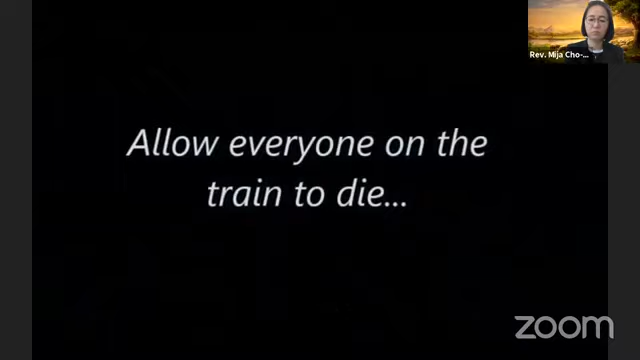 Rev. Mija Cho-...
Allow everyone on the
train to die...
zoom